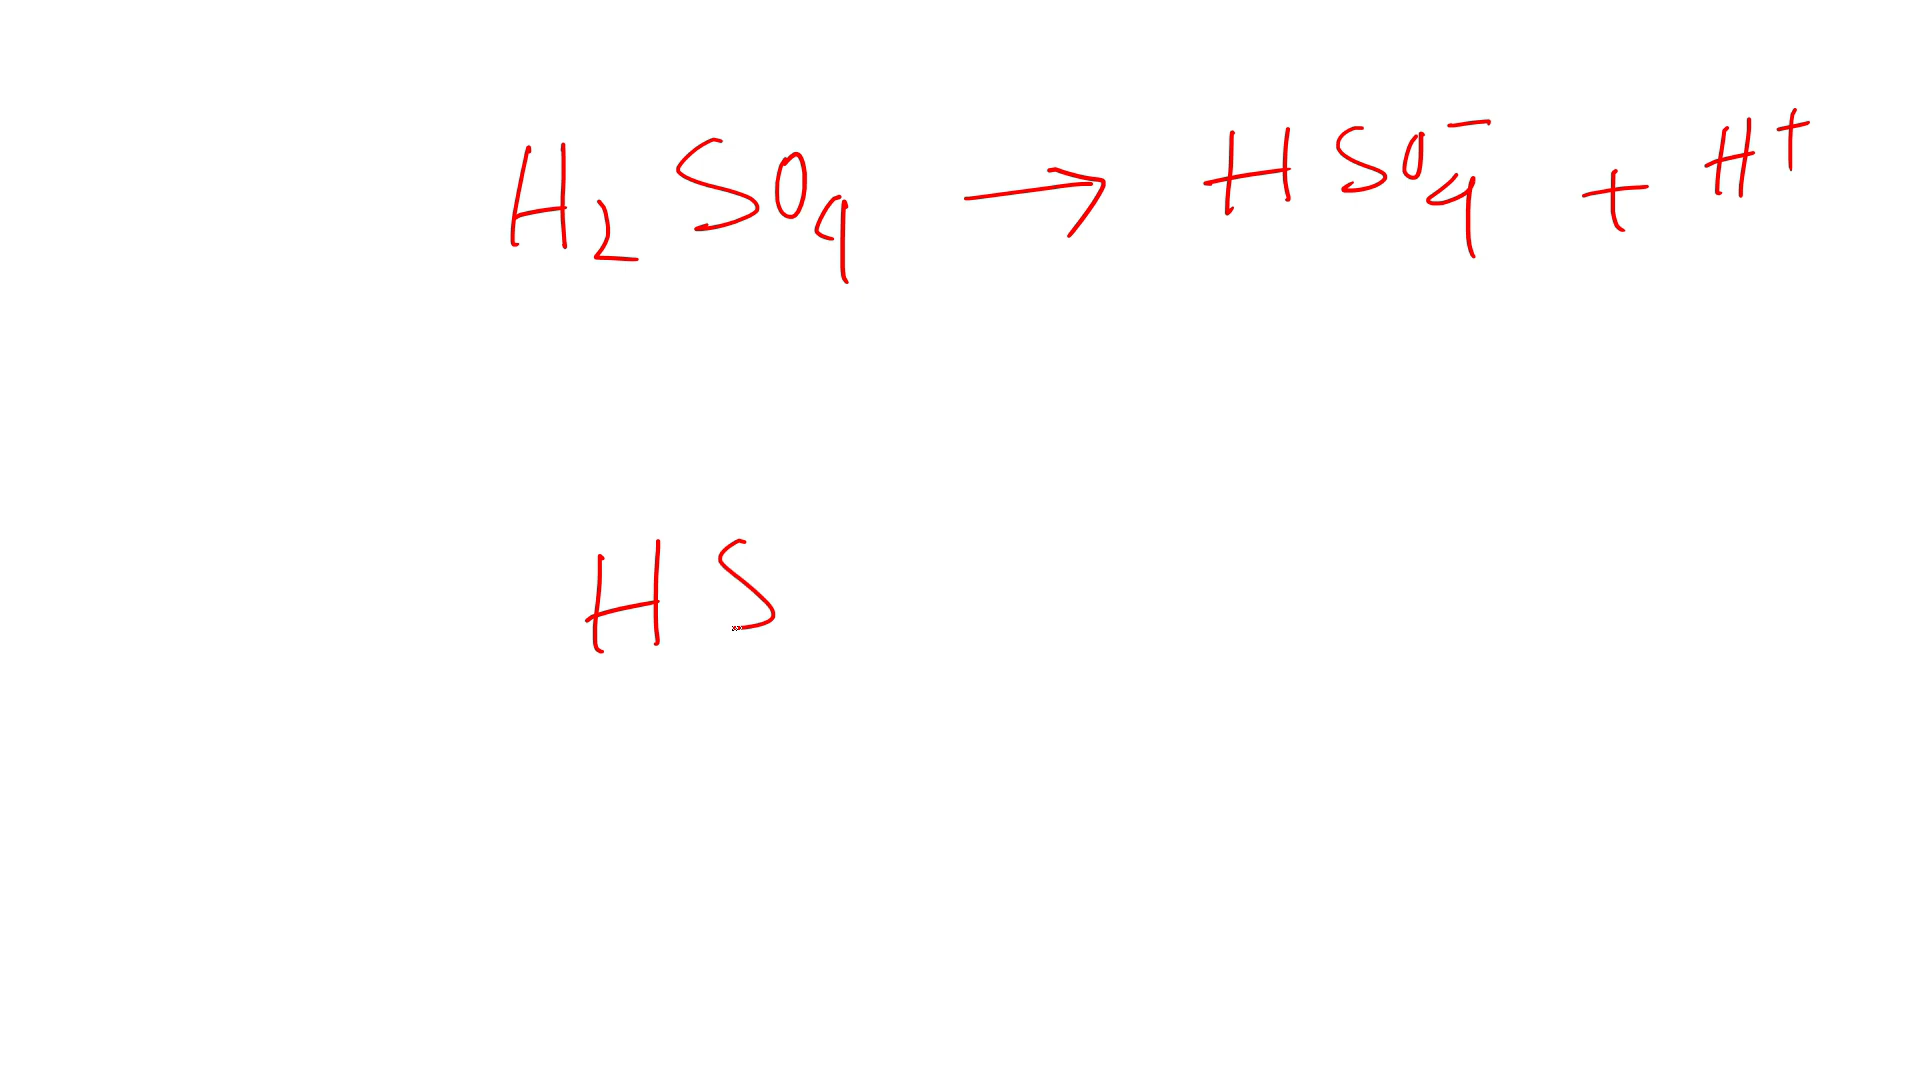 H₂SO₄ → HSO₄⁻ + H⁺
HS